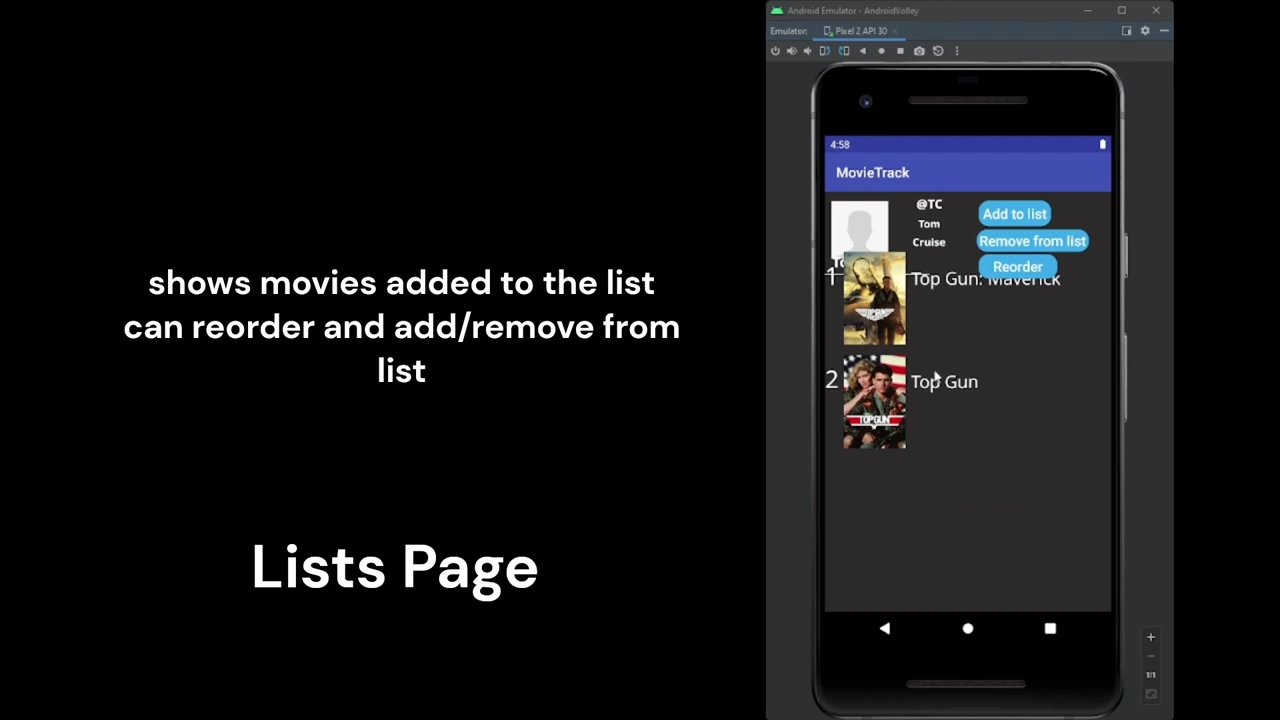 Android Emulator - AndroidVolley
Emulator:
Pixel 2 API 30
4:58
MovieTrack
@TC
Tom
Cruise
Add to list
Remove from list
Reorder
1
Top Gun: Maverick
2
Top Gun
TOPGUN
shows movies added to the list
can reorder and add/remove from
list
Lists Page
1:1